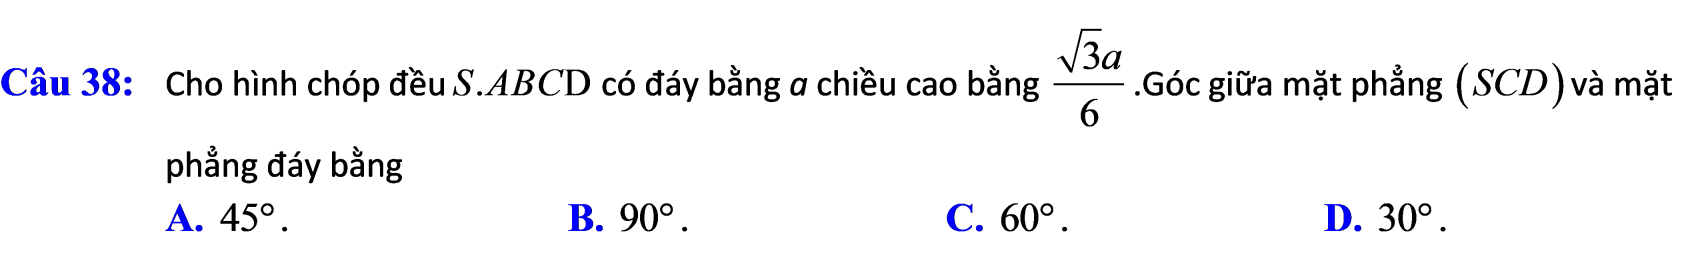 Câu 38: Cho hình chóp đều S.ABCD có đáy bằng a chiều cao bằng \frac{\sqrt{3}a}{6} .Góc giữa mặt phẳng (SCD) và mặt
phẳng đáy bằng
A. 45°. B. 90°. C. 60°. D. 30°.